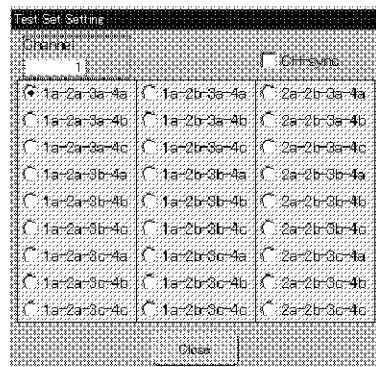 Test Set Setting
Channel
1
CH-sync
1a-2a-3a-4a 1a-2b-3a-4a 2a-2b-3a-4a
1a-2a-3a-4b 1a-2b-3a-4b 2a-2b-3a-4b
1a-2a-3a-4c 1a-2b-3a-4c 2a-2b-3a-4c
1a-2a-3b-4a 1a-2b-3b-4a 2a-2b-3b-4a
1a-2a-3b-4b 1a-2b-3b-4b 2a-2b-3b-4b
1a-2a-3b-4c 1a-2b-3b-4c 2a-2b-3b-4c
1a-2a-3c-4a 1a-2b-3c-4a 2a-2b-3c-4a
1a-2a-3c-4b 1a-2b-3c-4b 2a-2b-3c-4b
1a-2a-3c-4c 1a-2b-3c-4c 2a-2b-3c-4c
Close